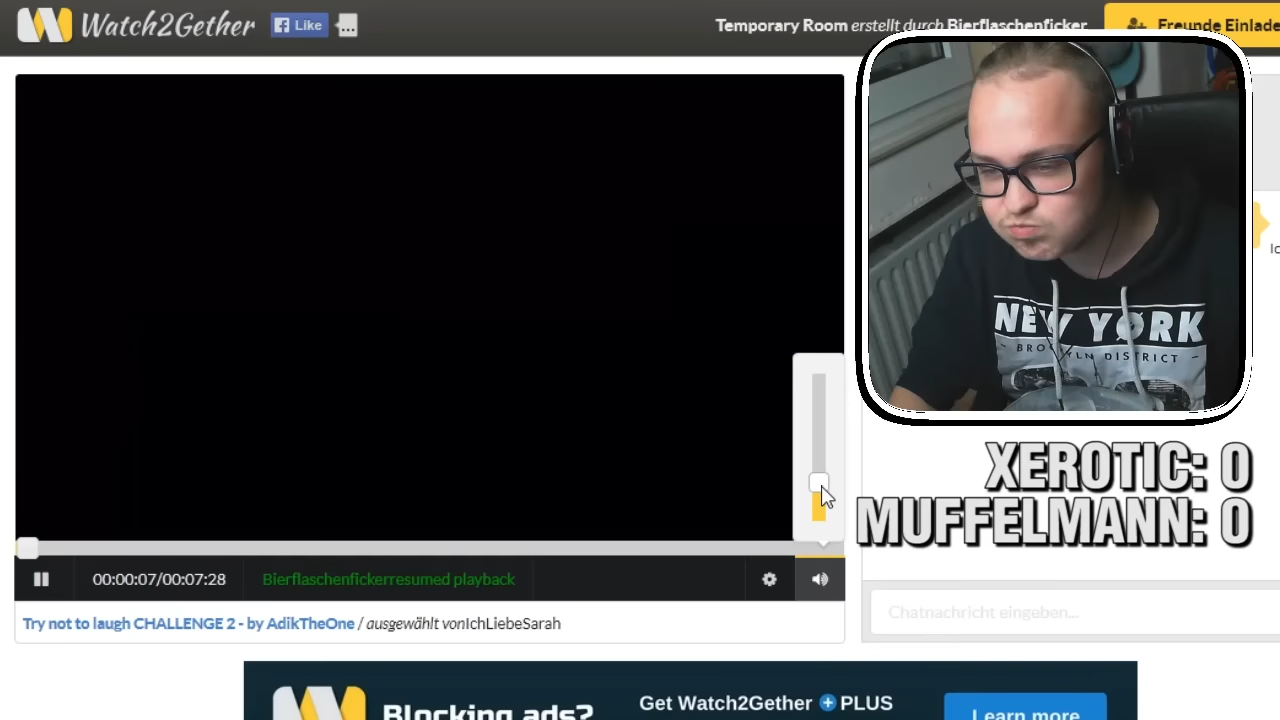 Watch2Gether
Like
...
Temporary Room erstellt durch Bierflaschenficker
Freunde Einlade
NEW YORK
- BROOKLYN DISTRICT -
Ic
XEROTIC: 0
MUFFELMANN: 0
00:00:07/00:07:28
Bierflaschenfickerresumed playback
Try not to laugh CHALLENGE 2 - by AdikTheOne / ausgewählt vonIchLiebeSarah
Chatnachricht eingeben...
Blocking ads?
Get Watch2Gether PLUS
Learn more